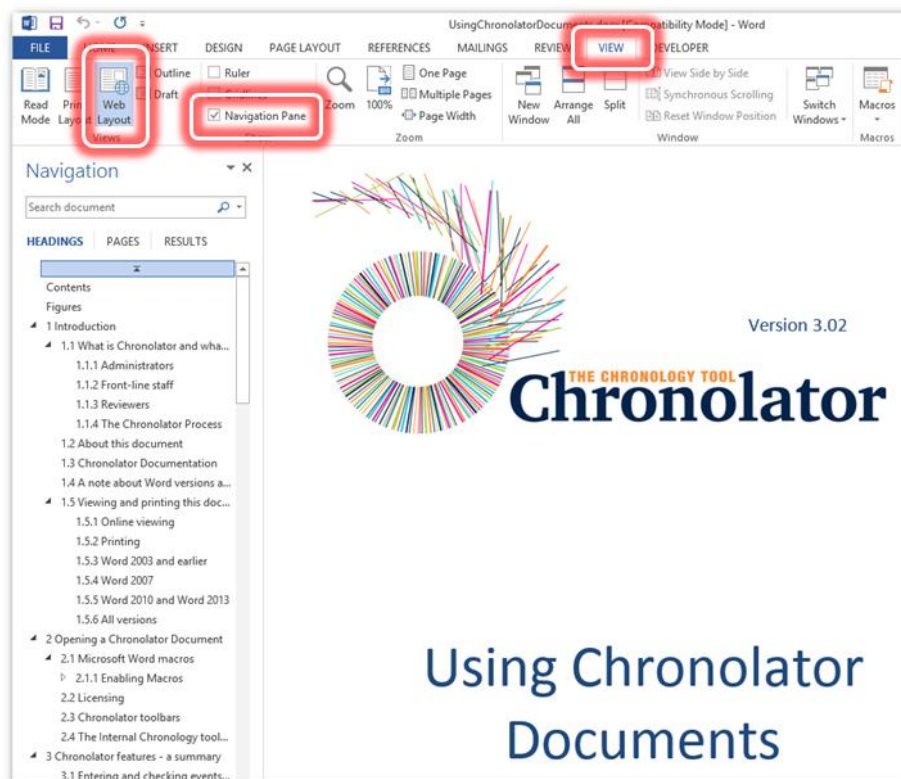 UsingChronolatorDocuments.docx [Compatibility Mode] - Word
FILE HOME INSERT DESIGN PAGE LAYOUT REFERENCES MAILINGS REVIEW VIEW DEVELOPER
Read Mode
Print Layout
Web Layout
Outline
Draft
Views
Ruler
Gridlines
Navigation Pane
Show
Zoom
100%
One Page
Multiple Pages
Page Width
Zoom
New Window
Arrange All
Split
View Side by Side
Synchronous Scrolling
Reset Window Position
Window
Switch Windows
Macros
Macros
Navigation
Search document
HEADINGS PAGES RESULTS
Contents
Figures
1 Introduction
1.1 What is Chronolator and wha...
1.1.1 Administrators
1.1.2 Front-line staff
1.1.3 Reviewers
1.1.4 The Chronolator Process
1.2 About this document
1.3 Chronolator Documentation
1.4 A note about Word versions a...
1.5 Viewing and printing this doc...
1.5.1 Online viewing
1.5.2 Printing
1.5.3 Word 2003 and earlier
1.5.4 Word 2007
1.5.5 Word 2010 and Word 2013
1.5.6 All versions
2 Opening a Chronolator Document
2.1 Microsoft Word macros
2.1.1 Enabling Macros
2.2 Licensing
2.3 Chronolator toolbars
2.4 The Internal Chronology tool...
3 Chronolator features - a summary
3.1 Entering and checking events...
Version 3.02
THE CHRONOLOGY TOOL
Chronolator
Using Chronolator
Documents